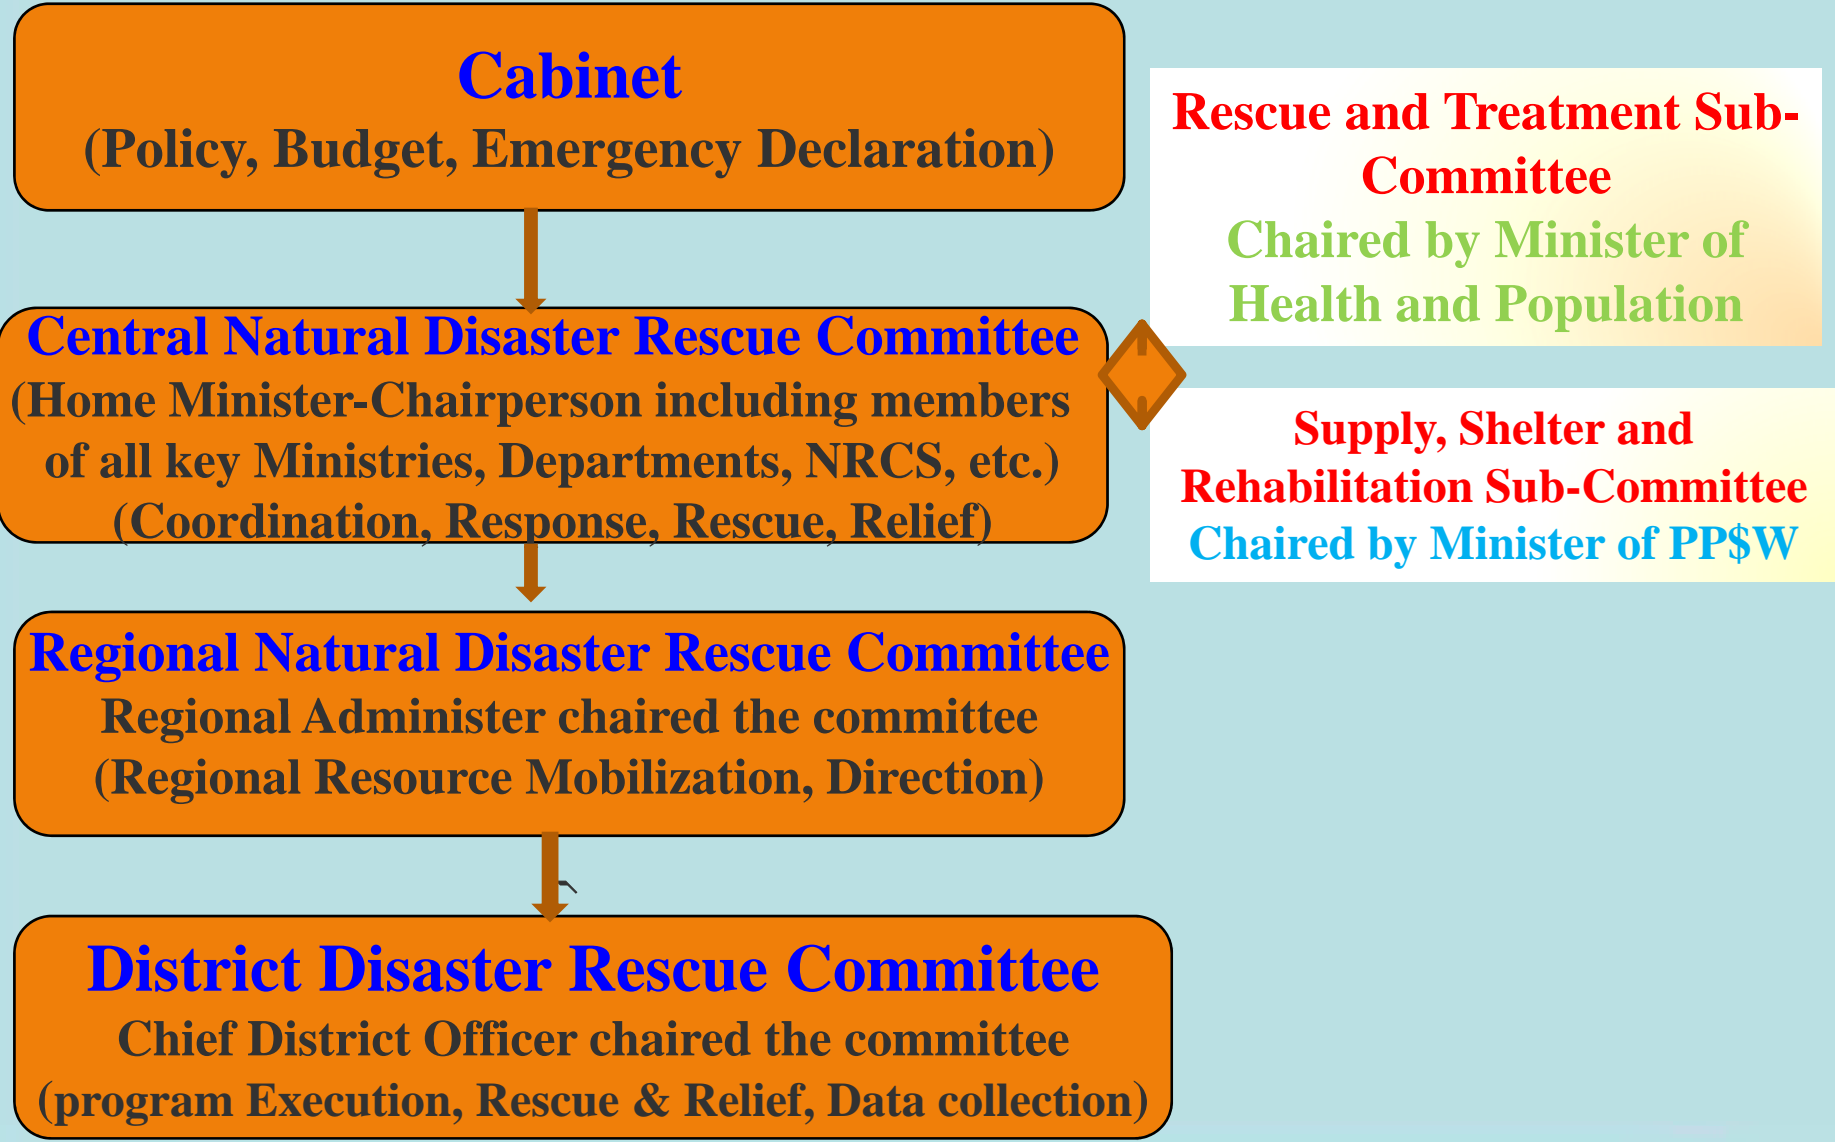 Cabinet
(Policy, Budget, Emergency Declaration)
Rescue and Treatment Sub-
Committee
Chaired by Minister of
Health and Population
Central Natural Disaster Rescue Committee
(Home Minister-Chairperson including members
of all key Ministries, Departments, NRCS, etc.)
(Coordination, Response, Rescue, Relief)
Supply, Shelter and
Rehabilitation Sub-Committee
Chaired by Minister of PP$W
Regional Natural Disaster Rescue Committee
Regional Administer chaired the committee
(Regional Resource Mobilization, Direction)
District Disaster Rescue Committee
Chief District Officer chaired the committee
(program Execution, Rescue & Relief, Data collection)